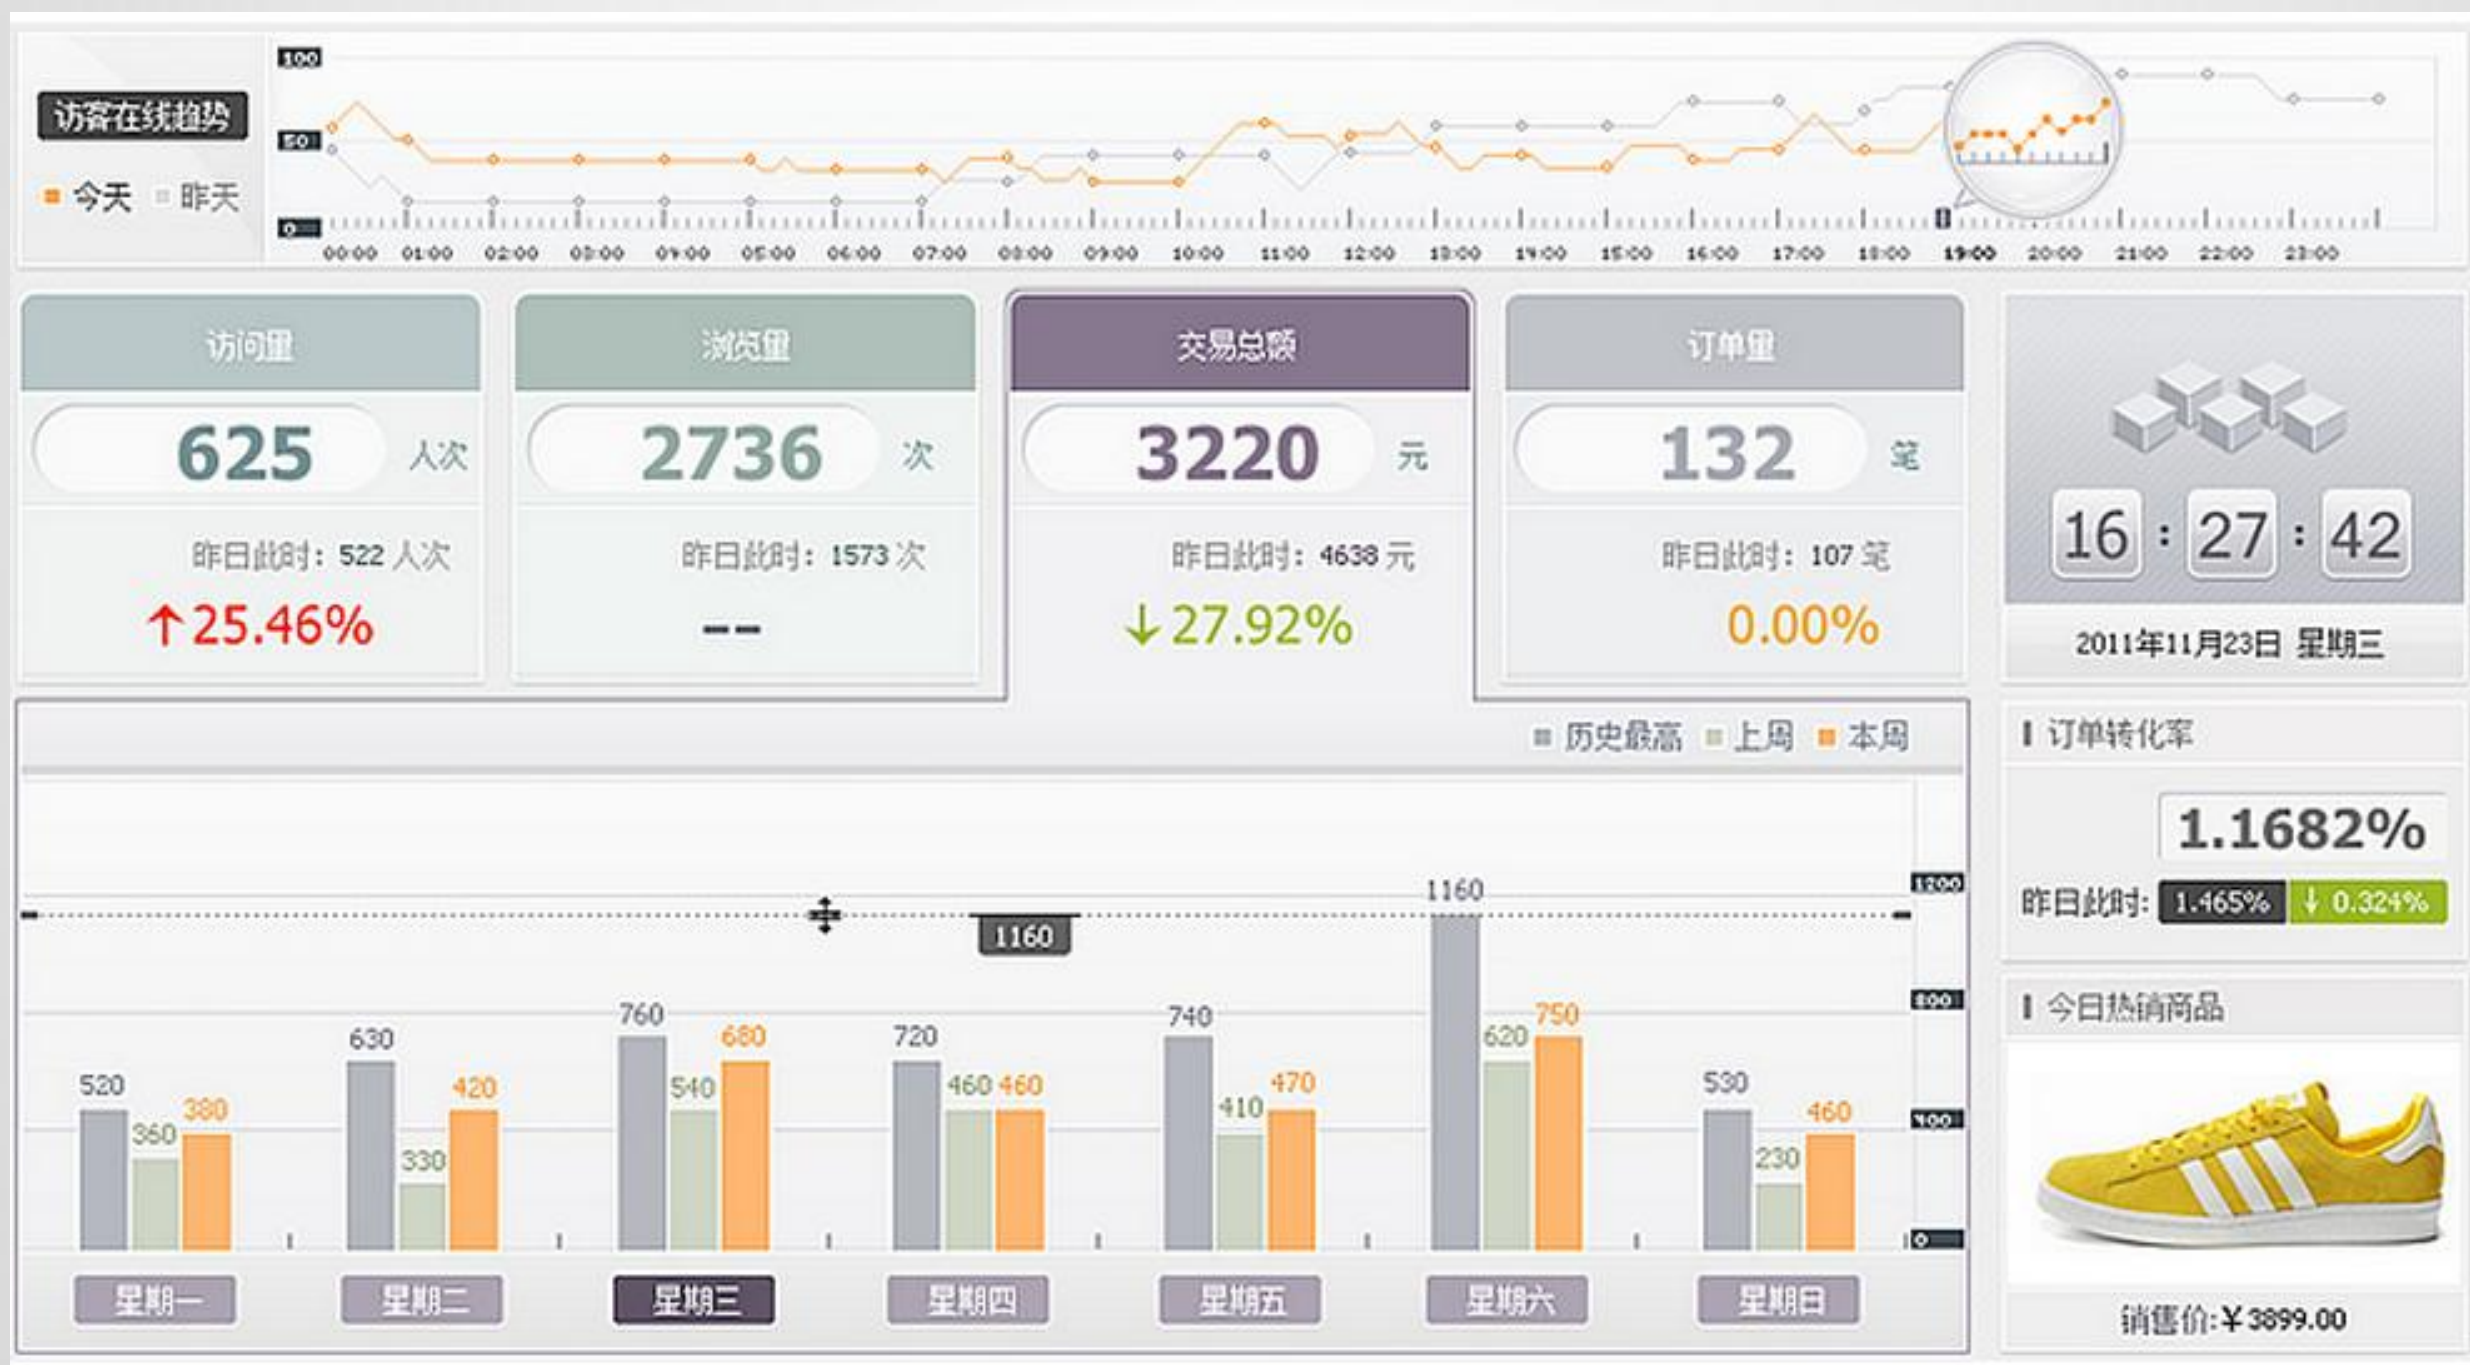 100
访客在线趋势
50
今天 昨天
0
00:00 01:00 02:00 03:00 04:00 05:00 06:00 07:00 08:00 09:00 10:00 11:00 12:00 13:00 14:00 15:00 16:00 17:00 18:00 19:00 20:00 21:00 22:00 23:00
访问量 浏览量 交易总额 订单量
625 人次 2736 次 3220 元 132 笔
昨日此时: 522 人次 昨日此时: 1573 次 昨日此时: 4638 元 昨日此时: 107 笔
↑25.46% -- ↓27.92% 0.00%
16 : 27 : 42
2011年11月23日 星期三
历史最高 上周 本周
1160
1200
1160
760 680 740 620 750 800
630 720
520 380 420 540 460 460 410 470 530 460
360 330 230 400
0
星期一 星期二 星期三 星期四 星期五 星期六 星期日
订单转化率
1.1682%
昨日此时: 1.465% ↓ 0.324%
今日热销商品
销售价:¥3899.00